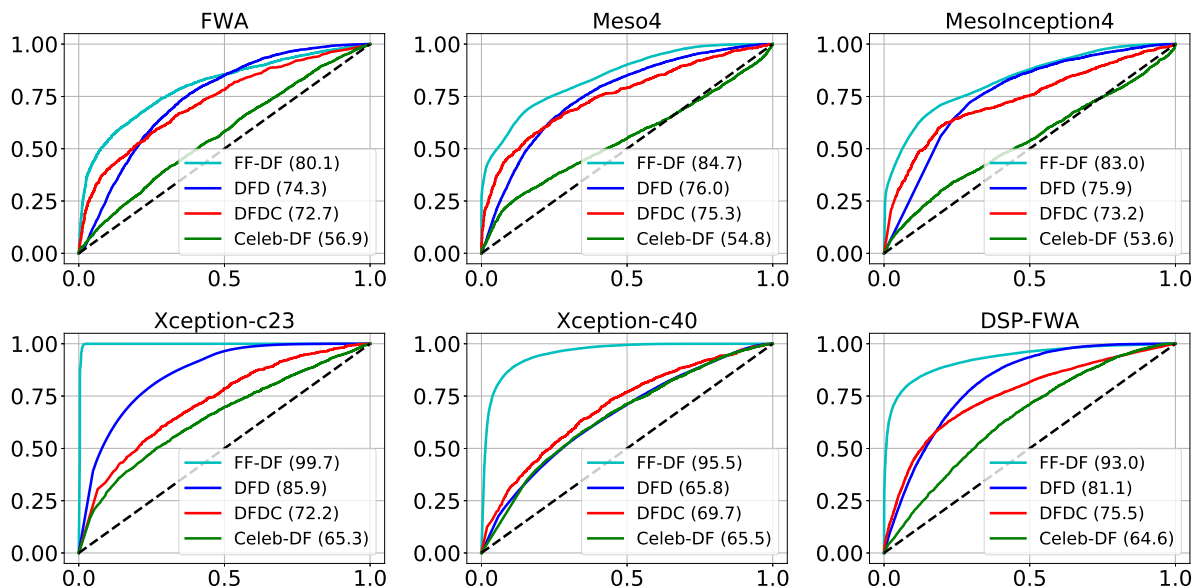 FWA
1.00
0.75
0.50
0.25
0.00
FF-DF (80.1)
DFD (74.3)
DFDC (72.7)
Celeb-DF (56.9)
0.0 0.5 1.0
Meso4
1.00
0.75
0.50
0.25
0.00
FF-DF (84.7)
DFD (76.0)
DFDC (75.3)
Celeb-DF (54.8)
0.0 0.5 1.0
MesoInception4
1.00
0.75
0.50
0.25
0.00
FF-DF (83.0)
DFD (75.9)
DFDC (73.2)
Celeb-DF (53.6)
0.0 0.5 1.0
Xception-c23
1.00
0.75
0.50
0.25
0.00
FF-DF (99.7)
DFD (85.9)
DFDC (72.2)
Celeb-DF (65.3)
0.0 0.5 1.0
Xception-c40
1.00
0.75
0.50
0.25
0.00
FF-DF (95.5)
DFD (65.8)
DFDC (69.7)
Celeb-DF (65.5)
0.0 0.5 1.0
DSP-FWA
1.00
0.75
0.50
0.25
0.00
FF-DF (93.0)
DFD (81.1)
DFDC (75.5)
Celeb-DF (64.6)
0.0 0.5 1.0